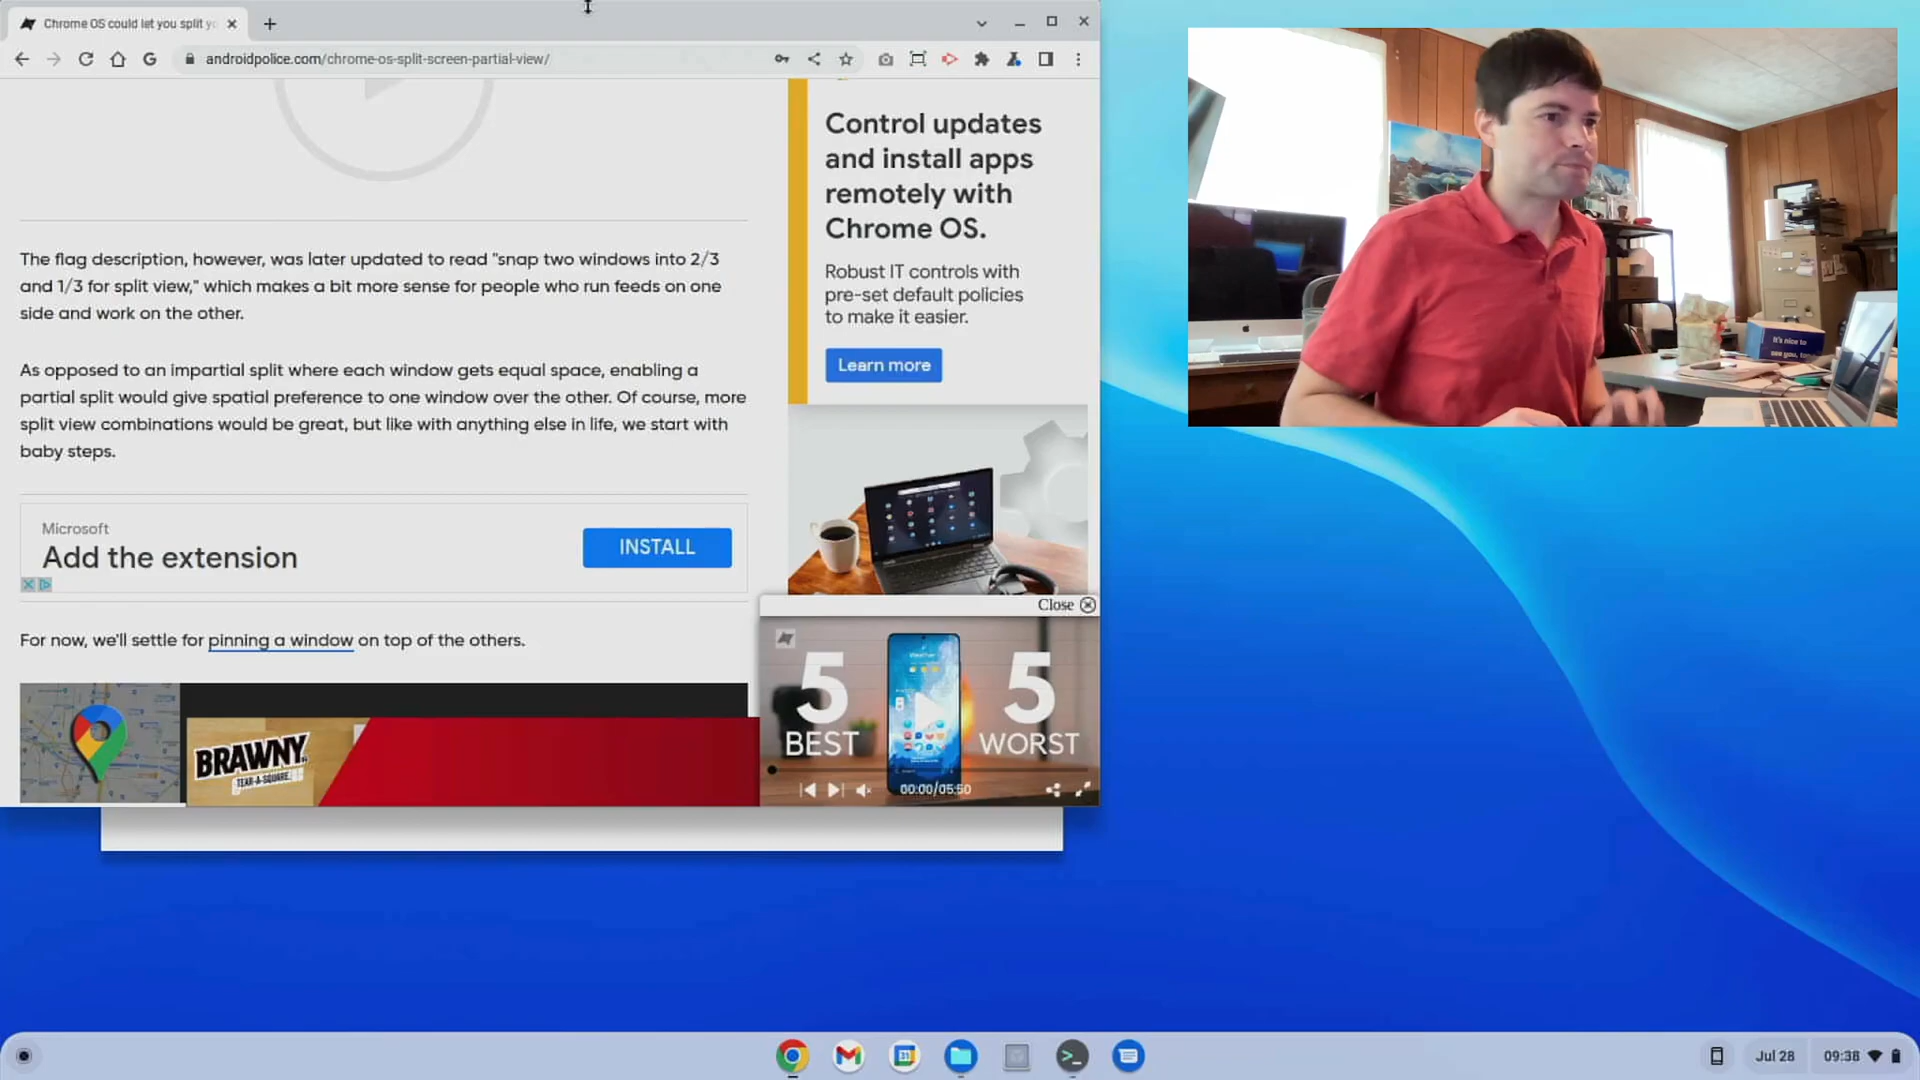 Chrome OS could let you split yo
androidpolice.com/chrome-os-split-screen-partial-view/
The flag description, however, was later updated to read "snap two windows into 2/3
and 1/3 for split view," which makes a bit more sense for people who run feeds on one
side and work on the other.
As opposed to an impartial split where each window gets equal space, enabling a
partial split would give spatial preference to one window over the other. Of course, more
split view combinations would be great, but like with anything else in life, we start with
baby steps.
Microsoft
Add the extension
INSTALL
For now, we'll settle for pinning a window on top of the others.
BRAWNY
TEAR-A-SQUARE
Control updates
and install apps
remotely with
Chrome OS.
Robust IT controls with
pre-set default policies
to make it easier.
Learn more
Close
5
BEST
5
WORST
00:00/05:50
It's nice to
see you, too
31
Jul 28
09:38